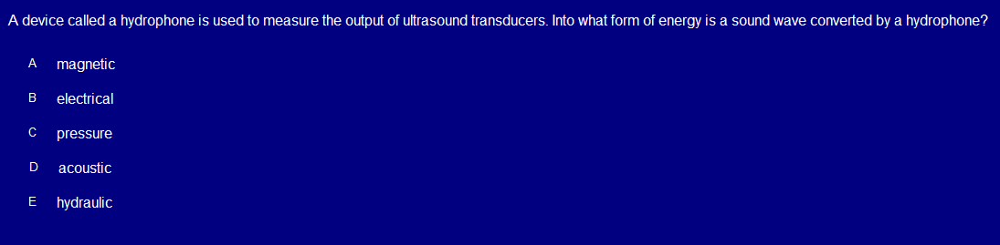 A device called a hydrophone is used to measure the output of ultrasound transducers. Into what form of energy is a sound wave converted by a hydrophone?
A magnetic
B electrical
C pressure
D acoustic
E hydraulic